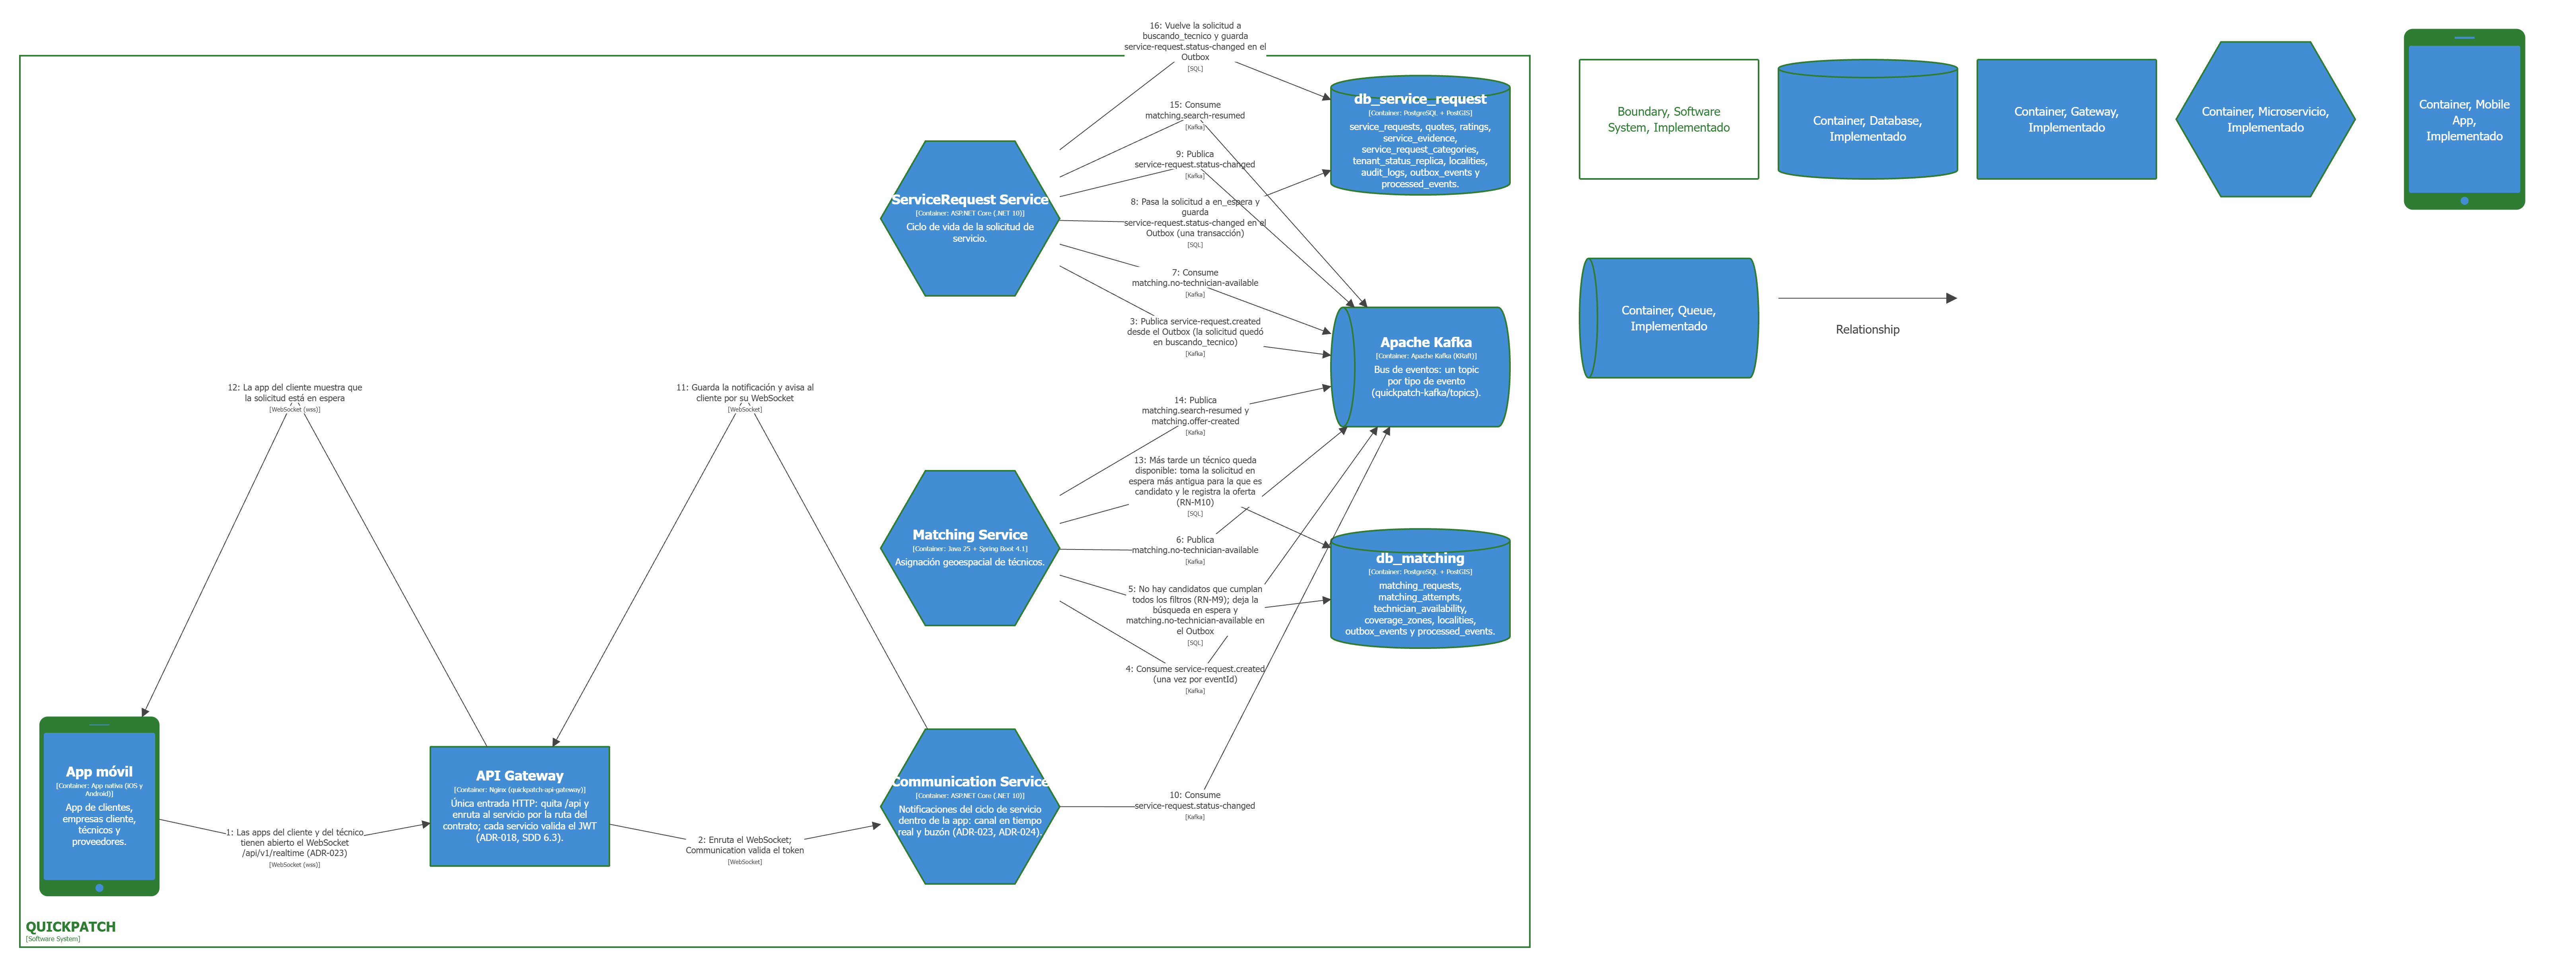 16: Vuelve la solicitud a
buscando_tecnico y guarda
service-request.status-changed en el
Outbox
[SQL]
15: Consume
matching.search-resumed
[Kafka]
9: Publica
service-request.status-changed
[Kafka]
8: Pasa la solicitud a en_espera y
guarda
service-request.status-changed en el
Outbox (una transacción)
[SQL]
7: Consume
matching.no-technician-available
[Kafka]
3: Publica service-request.created
desde el Outbox (la solicitud quedó
en buscando_tecnico)
[Kafka]
db_service_request
[Container: PostgreSQL + PostGIS]
service_requests, quotes, ratings,
service_evidence,
service_request_categories,
tenant_status_replica, localities,
audit_logs, outbox_events y
processed_events.
ServiceRequest Service
[Container: ASP.NET Core (.NET 10)]
Ciclo de vida de la solicitud de
servicio.
Apache Kafka
[Container: Apache Kafka (KRaft)]
Bus de eventos: un topic
por tipo de evento
(quickpatch-kafka/topics).
12: La app del cliente muestra que
la solicitud está en espera
[WebSocket (wss)]
11: Guarda la notificación y avisa al
cliente por su WebSocket
[WebSocket]
14: Publica
matching.search-resumed y
matching.offer-created
[Kafka]
13: Más tarde un técnico queda
disponible: toma la solicitud en
espera más antigua para la que es
candidato y le registra la oferta
(RN-M10)
[SQL]
6: Publica
matching.no-technician-available
[Kafka]
5: No hay candidatos que cumplan
todos los filtros (RN-M9); deja la
búsqueda en espera y
matching.no-technician-available en
el Outbox
[SQL]
4: Consume service-request.created
(una vez por eventId)
[Kafka]
Matching Service
[Container: Java 25 + Spring Boot 4.1]
Asignación geoespacial de técnicos.
db_matching
[Container: PostgreSQL + PostGIS]
matching_requests,
matching_attempts,
technician_availability,
coverage_zones, localities,
outbox_events y processed_events.
App móvil
[Container: App nativa (iOS y
Android)]
App de clientes,
empresas cliente,
técnicos y
proveedores.
1: Las apps del cliente y del técnico
tienen abierto el WebSocket
/api/v1/realtime (ADR-023)
[WebSocket (wss)]
API Gateway
[Container: Nginx (quickpatch-api-gateway)]
Única entrada HTTP: quita /api y
enruta al servicio por la ruta del
contrato; cada servicio valida el JWT
(ADR-018, SDD 6.3).
2: Enruta el WebSocket;
Communication valida el token
[WebSocket]
Communication Service
[Container: ASP.NET Core (.NET 10)]
Notificaciones del ciclo de servicio
dentro de la app: canal en tiempo
real y buzón (ADR-023, ADR-024).
10: Consume
service-request.status-changed
[Kafka]
QUICKPATCH
[Software System]
Boundary, Software
System, Implementado
Container, Database,
Implementado
Container, Gateway,
Implementado
Container, Microservicio,
Implementado
Container, Mobile
App,
Implementado
Container, Queue,
Implementado
Relationship